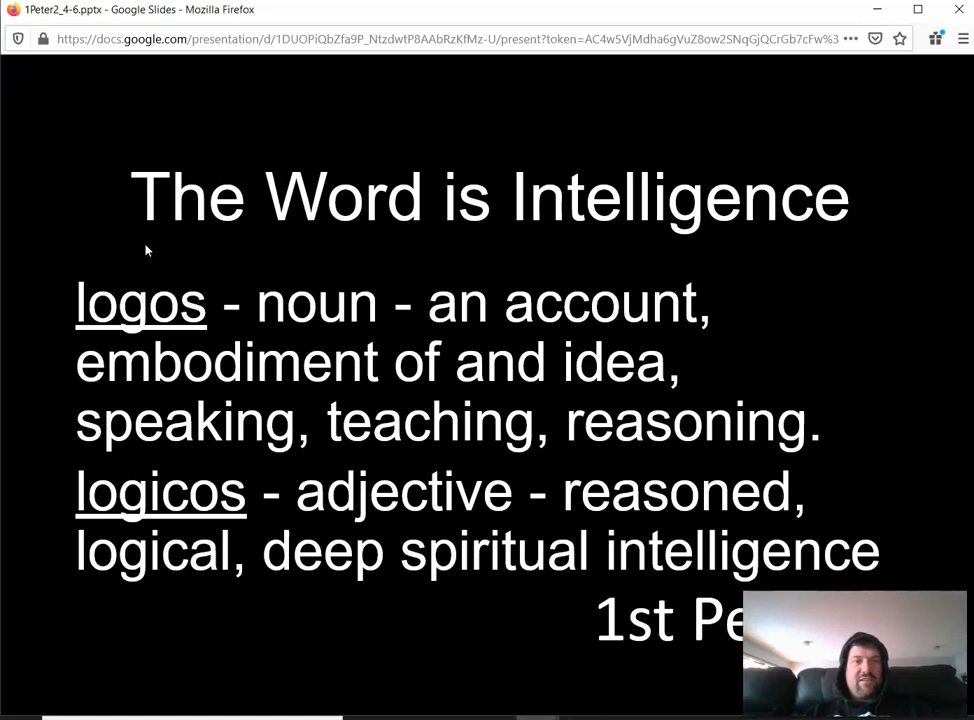 1Peter2_4-6.pptx - Google Slides - Mozilla Firefox
https://docs.google.com/presentation/d/1DUOPiQbZfa9P_NtzdwtP8AAbRzKfMz-U/present?token=AC4w5VjMdha6gVuZ8ow2SNqGjQCrGb7cFw%3
The Word is Intelligence
logos - noun - an account,
embodiment of and idea,
speaking, teaching, reasoning.
logicos - adjective - reasoned,
logical, deep spiritual intelligence
1st Pe